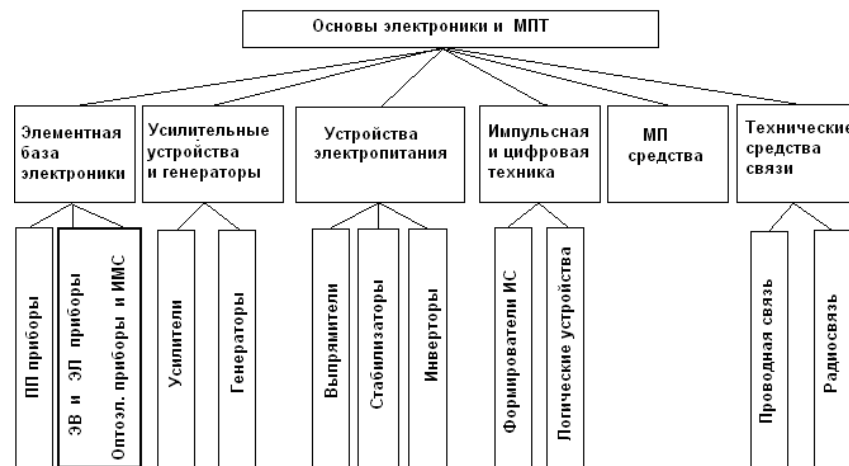 Основы электроники и МПТ
Элементная
база
электроники
Усилительные
устройства
и генераторы
Устройства
электропитания
Импульсная
и цифровая
техника
МП
средства
Технические
средства
связи
ПП приборы
ЭВ и ЭЛ приборы
Оптоэл. приборы и ИМС
Усилители
Генераторы
Выпрямители
Стабилизаторы
Инверторы
Формирователи ИС
Логические устройства
Проводная связь
Радиосвязь